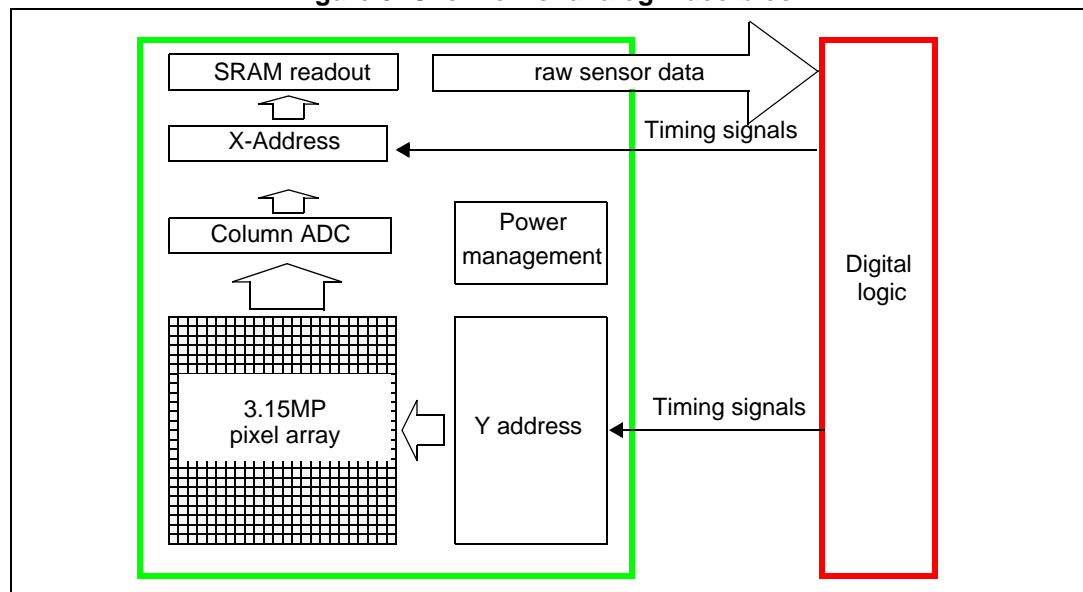 SRAM readout
raw sensor data
Timing signals
X-Address
Power
management
Column ADC
Digital
logic
3.15MP
pixel array
Y address
Timing signals